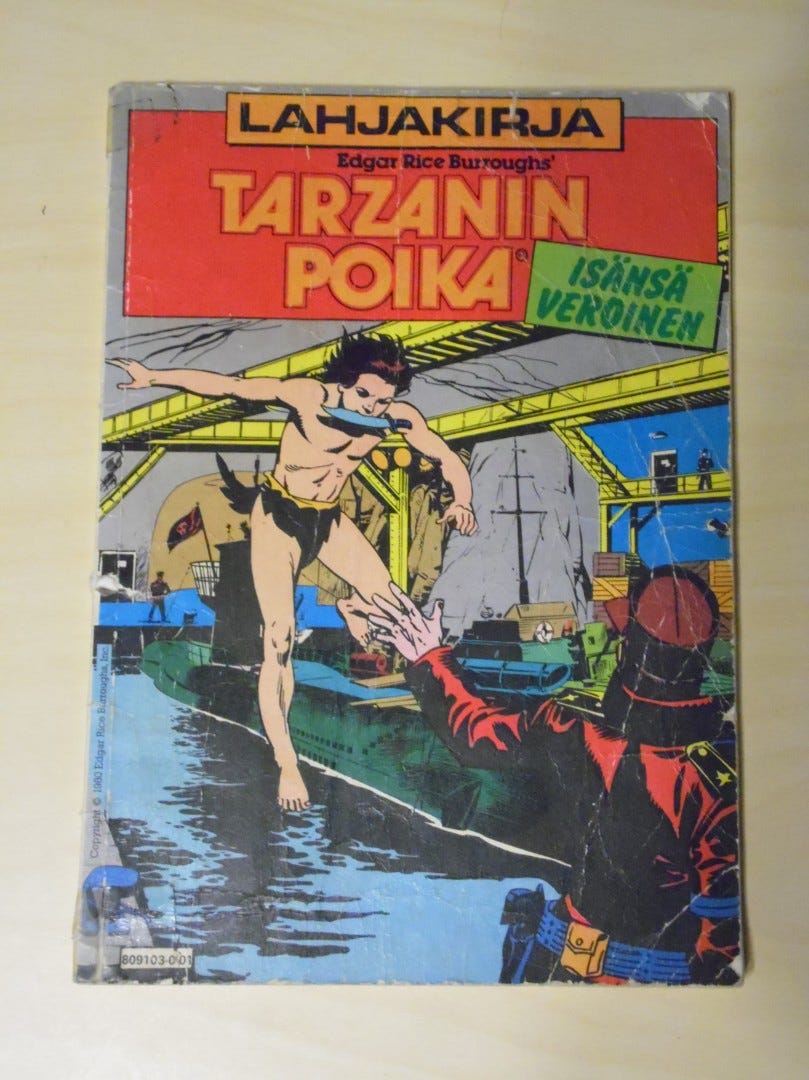 LAHJAKIRJA
Edgar Rice Burroughs'
TARZANIN
POIKA®
ISÄNSÄ
VEROINEN
Copyright © 1980 Edgar Rice Burroughs, Inc.
809103-0 01